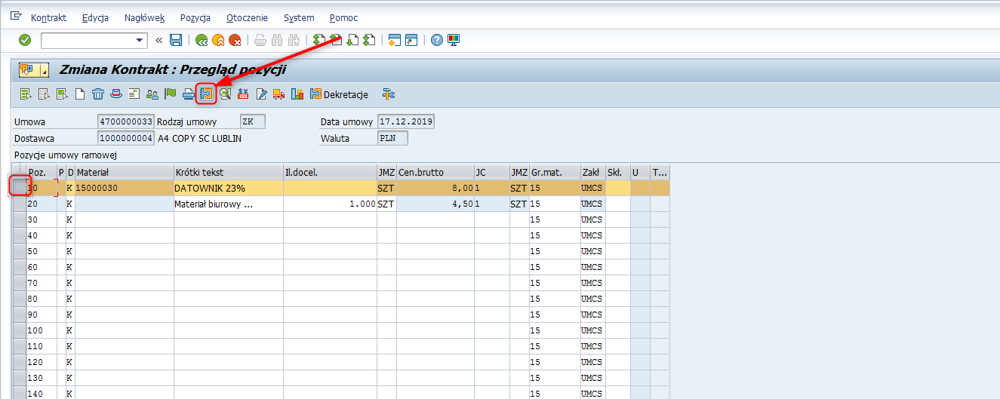 Kontrakt Edycja Nagłówek Pozycja Otoczenie System Pomoc
Zmiana Kontrakt : Przegląd pozycji
Dekretacje
Umowa 4700000033 Rodzaj umowy ZK Data umowy 17.12.2019
Dostawca 1000000004 A4 COPY SC LUBLIN Waluta PLN
Pozycje umowy ramowej
Poz. P D Materiał Krótki tekst Il.docel. JMZ Cen.brutto JC JMZ Gr.mat. Zakł Skł. U T...
10 K 15000030 DATOWNIK 23% SZT 8,00 1 SZT 15 UMCS
20 K Materiał biurowy ... 1.000 SZT 4,50 1 SZT 15 UMCS
30 K 15 UMCS
40 K 15 UMCS
50 K 15 UMCS
60 K 15 UMCS
70 K 15 UMCS
80 K 15 UMCS
90 K 15 UMCS
100 K 15 UMCS
110 K 15 UMCS
120 K 15 UMCS
130 K 15 UMCS
140 K 15 UMCS